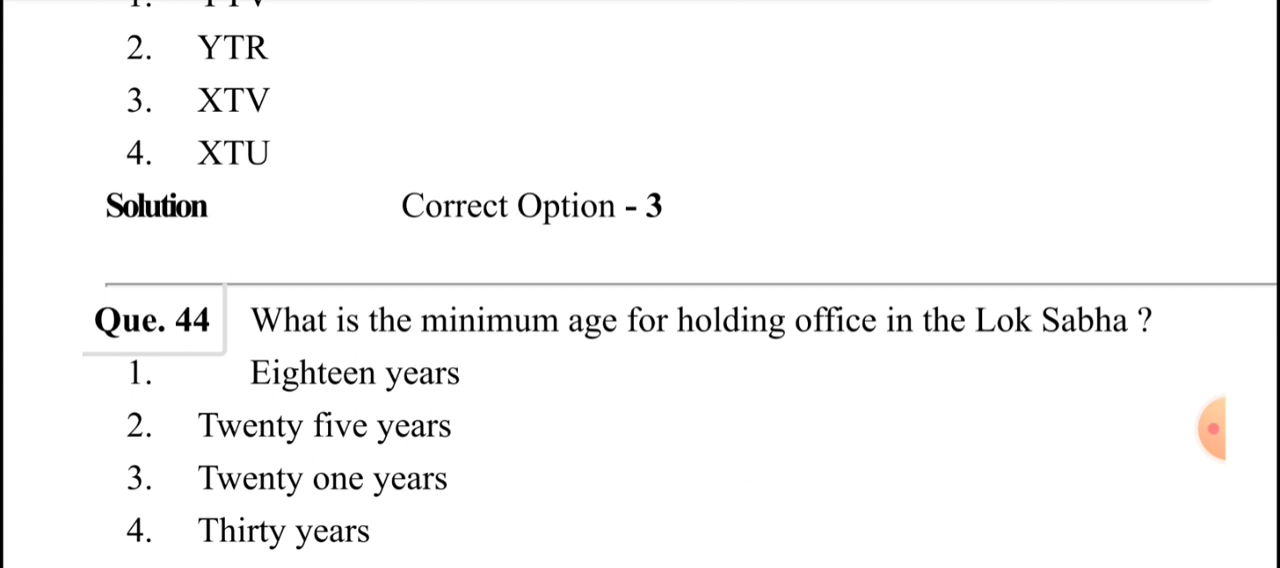 2. YTR
3. XTV
4. XTU
Solution Correct Option - 3
Que. 44 What is the minimum age for holding office in the Lok Sabha ?
1. Eighteen years
2. Twenty five years
3. Twenty one years
4. Thirty years